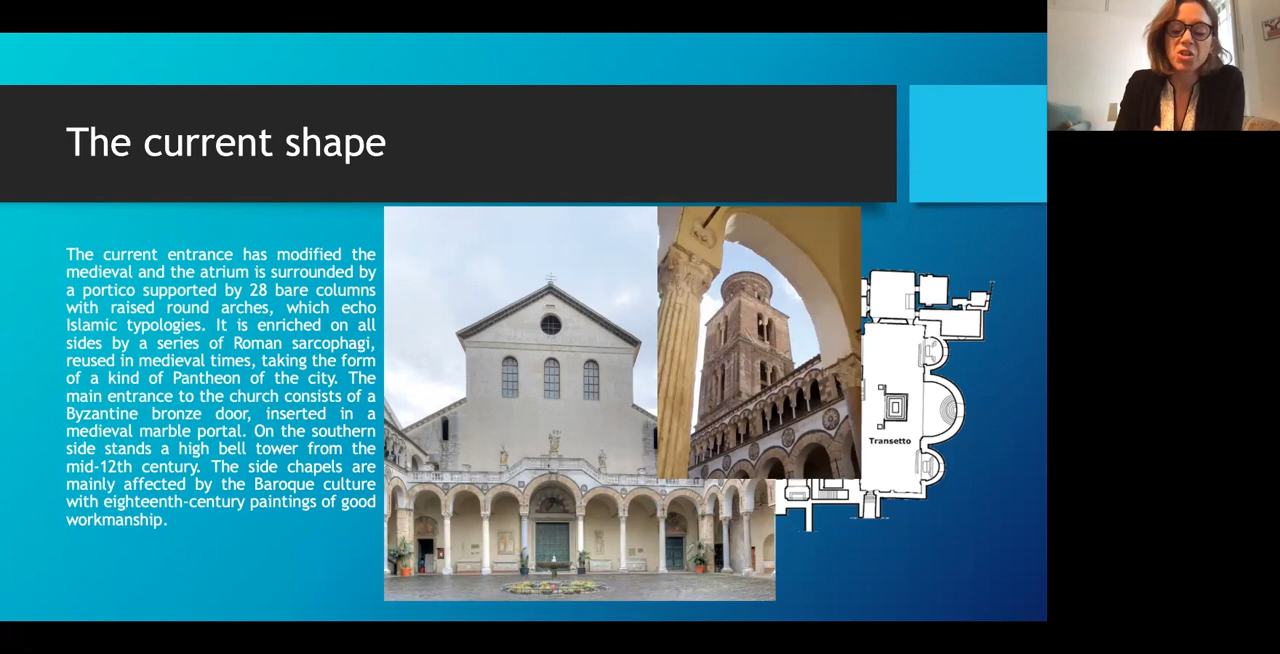 The current shape
The current entrance has modified the
medieval and the atrium is surrounded by
a portico supported by 28 bare columns
with raised round arches, which echo
Islamic typologies. It is enriched on all
sides by a series of Roman sarcophagi,
reused in medieval times, taking the form
of a kind of Pantheon of the city. The
main entrance to the church consists of a
Byzantine bronze door, inserted in a
medieval marble portal. On the southern
side stands a high bell tower from the
mid-12th century. The side chapels are
mainly affected by the Baroque culture
with eighteenth-century paintings of good
workmanship.
Transetto